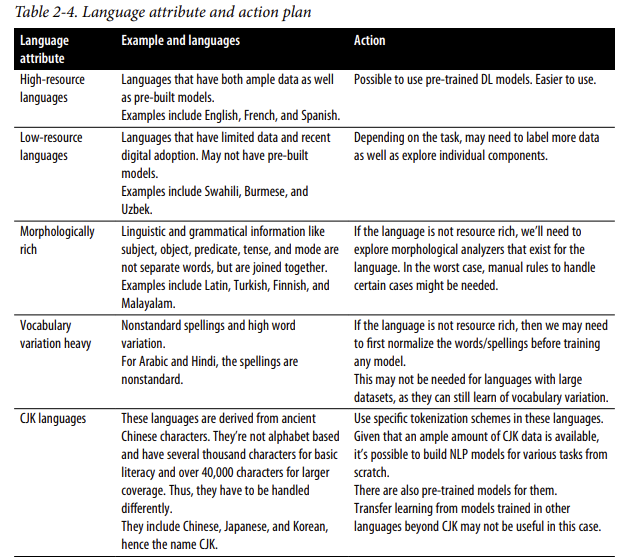 Table 2-4. Language attribute and action plan
Language attribute
Example and languages
Action
High-resource
languages
Languages that have both ample data as well
as pre-built models.
Examples include English, French, and Spanish.
Possible to use pre-trained DL models. Easier to use.
Low-resource
languages
Languages that have limited data and recent
digital adoption. May not have pre-built
models.
Examples include Swahili, Burmese, and
Uzbek.
Depending on the task, may need to label more data
as well as explore individual components.
Morphologically
rich
Linguistic and grammatical information like
subject, object, predicate, tense, and mode are
not separate words, but are joined together.
Examples include Latin, Turkish, Finnish, and
Malayalam.
If the language is not resource rich, we'll need to
explore morphological analyzers that exist for the
language. In the worst case, manual rules to handle
certain cases might be needed.
Vocabulary
variation heavy
Nonstandard spellings and high word
variation.
For Arabic and Hindi, the spellings are
nonstandard.
If the language is not resource rich, then we may need
to first normalize the words/spellings before training
any model.
This may not be needed for languages with large
datasets, as they can still learn of vocabulary variation.
CJK languages
These languages are derived from ancient
Chinese characters. They're not alphabet based
and have several thousand characters for basic
literacy and over 40,000 characters for larger
coverage. Thus, they have to be handled
differently.
They include Chinese, Japanese, and Korean,
hence the name CJK.
Use specific tokenization schemes in these languages.
Given that an ample amount of CJK data is available,
it's possible to build NLP models for various tasks from
scratch.
There are also pre-trained models for them.
Transfer learning from models trained in other
languages beyond CJK may not be useful in this case.